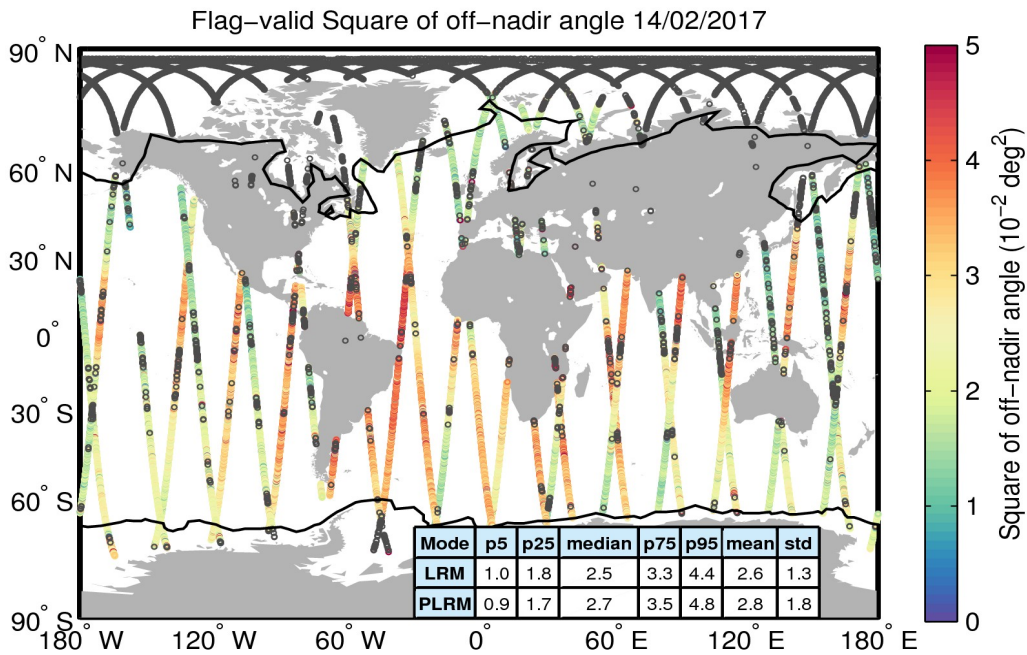 Flag-valid Square of off-nadir angle 14/02/2017
90° N
60° N
30° N
0°
30° S
60° S
90° S
180° W
120° W
60° W
0°
60° E
120° E
180° E
Mode p5 p25 median p75 p95 mean std
LRM 1.0 1.8 2.5 3.3 4.4 2.6 1.3
PLRM 0.9 1.7 2.7 3.5 4.8 2.8 1.8
5
4
3
2
1
0
Square of off-nadir angle (10⁻² deg²)